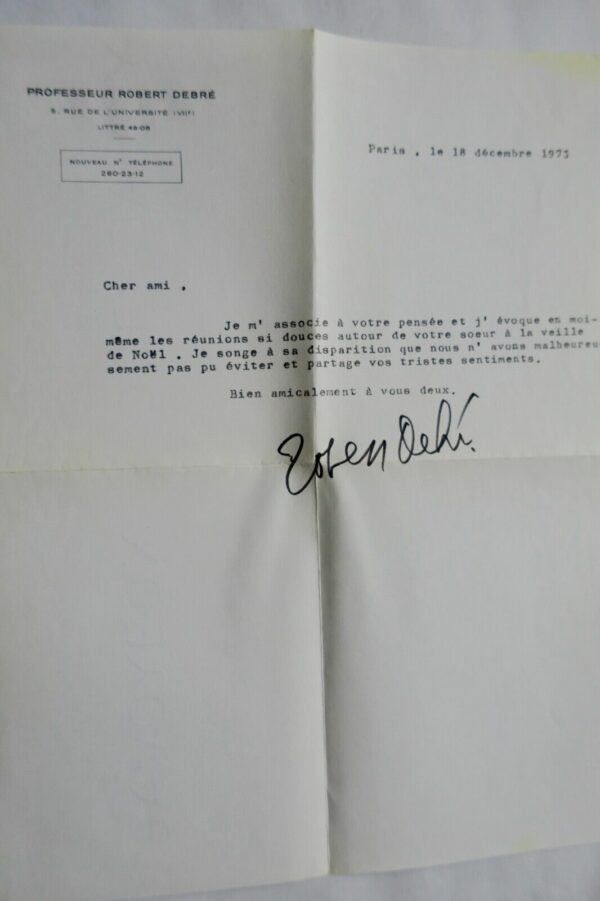 PROFESSEUR ROBERT DEBRÉ
5, RUE DE L'UNIVERSITÉ (VIIe)
LITTRÉ 48-08
NOUVEAU N° TÉLÉPHONE
260-23-12
Paris , le 18 décembre 1973
Cher ami ,
Je m' associe à votre pensée et j' évoque en moi-
même les réunions si douces autour de votre soeur à la veille
de Noël . Je songe à sa disparition que nous n' avons malheureu
sement pas pu éviter et partage vos tristes sentiments.
Bien amicalement à vous deux.
Robert Debré